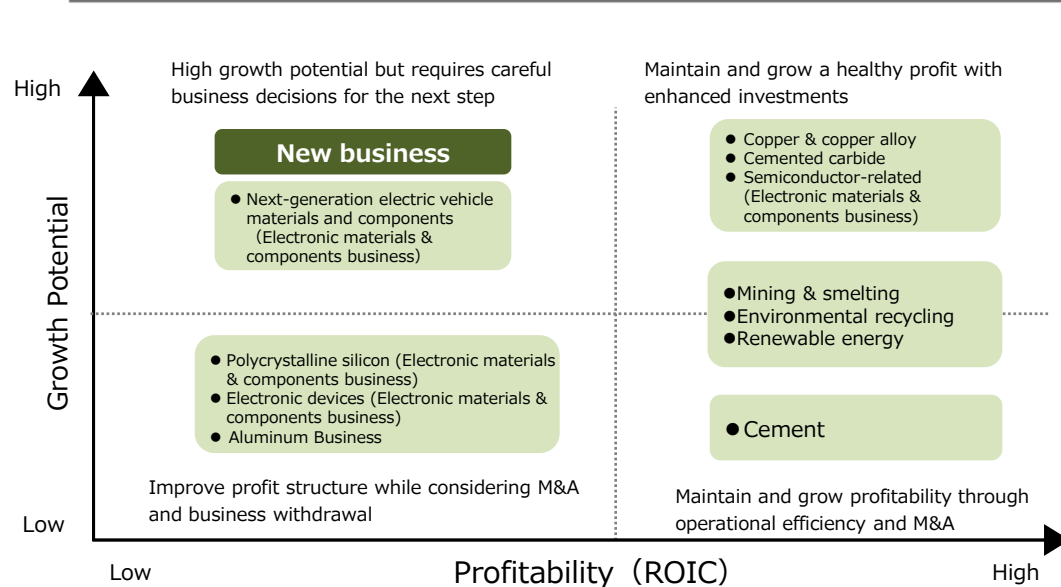 High growth potential but requires careful
business decisions for the next step
Maintain and grow a healthy profit with
enhanced investments
High
New business
● Next-generation electric vehicle
materials and components
（Electronic materials &
components business)
● Copper & copper alloy
● Cemented carbide
● Semiconductor-related
(Electronic materials &
components business)
Growth Potential
●Mining & smelting
●Environmental recycling
●Renewable energy
● Polycrystalline silicon (Electronic materials
& components business)
● Electronic devices (Electronic materials &
components business)
● Aluminum Business
● Cement
Improve profit structure while considering M&A
and business withdrawal
Maintain and grow profitability through
operational efficiency and M&A
Low
Low
Profitability（ROIC）
High